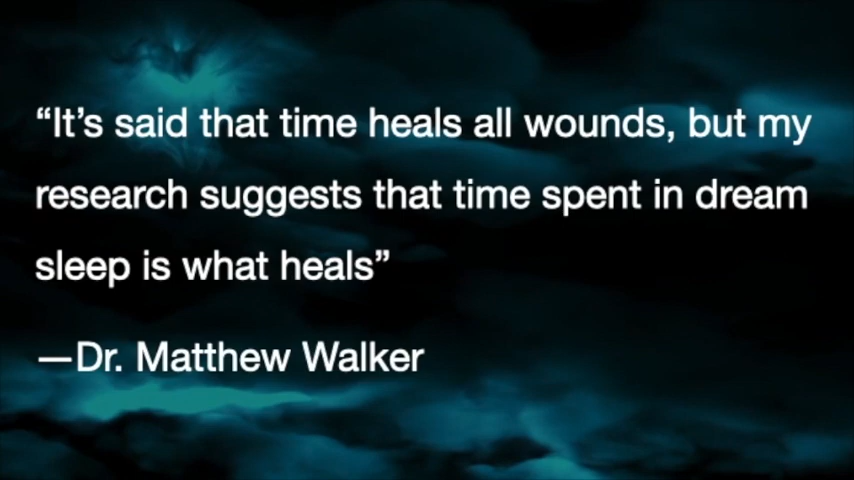 “It’s said that time heals all wounds, but my
research suggests that time spent in dream
sleep is what heals”
—Dr. Matthew Walker